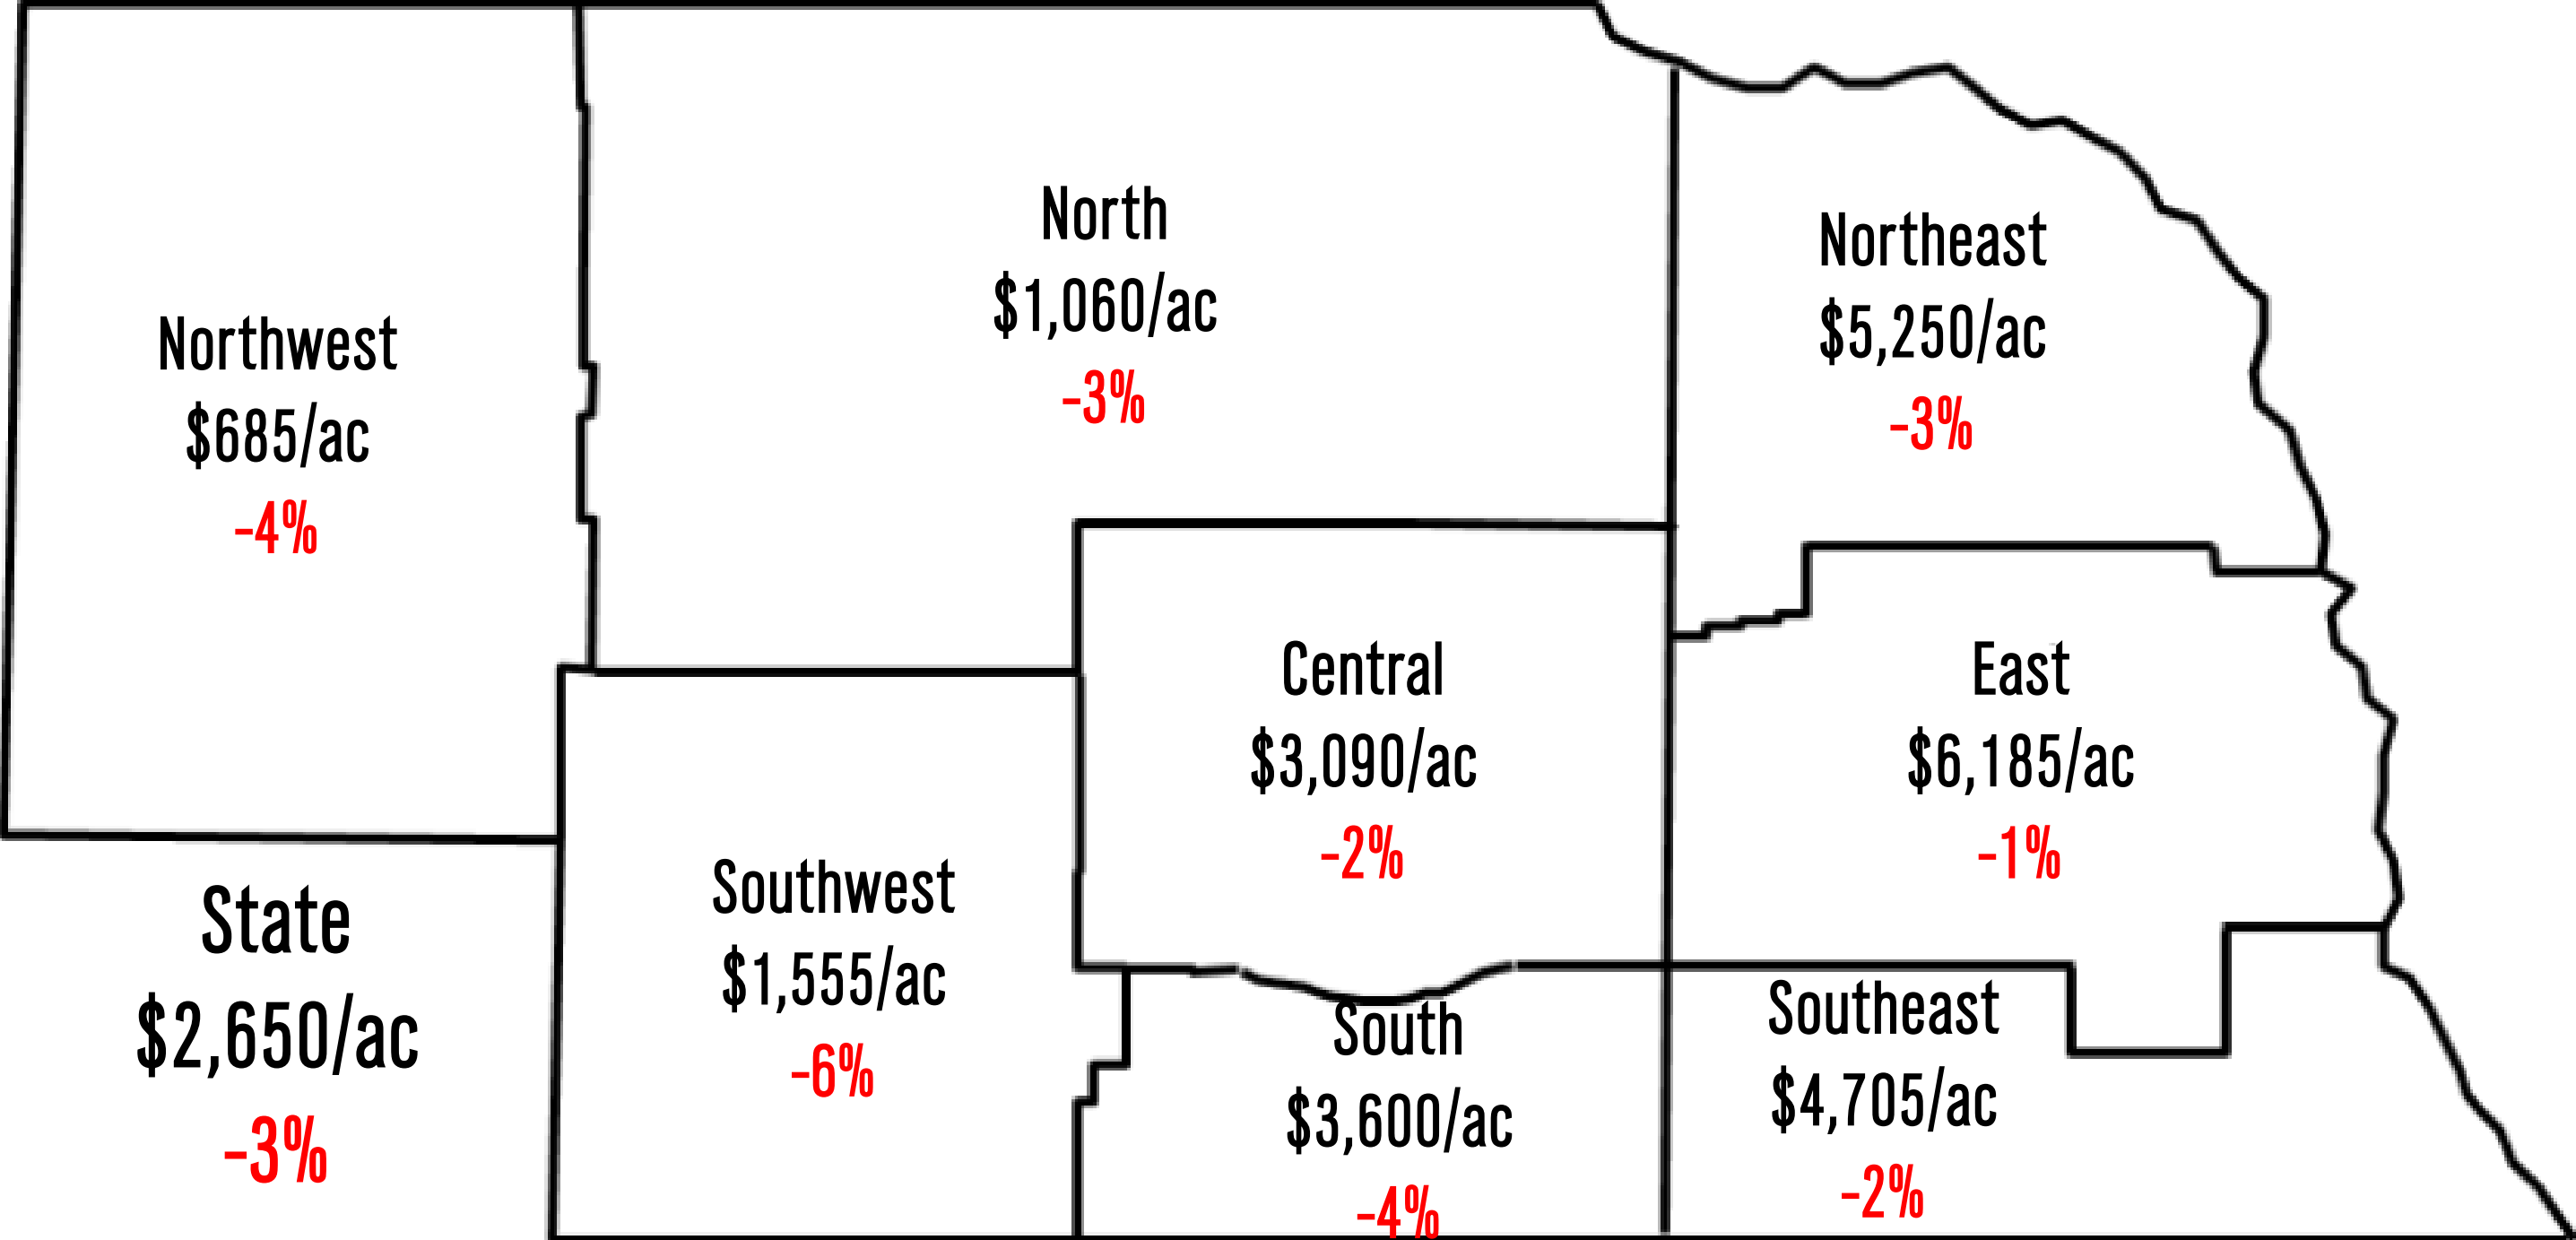 North
$1,060/ac
-3%
Northeast
$5,250/ac
-3%
Northwest
$685/ac
-4%
Central
$3,090/ac
-2%
East
$6,185/ac
-1%
Southwest
$1,555/ac
-6%
State
$2,650/ac
-3%
South
$3,600/ac
-4%
Southeast
$4,705/ac
-2%